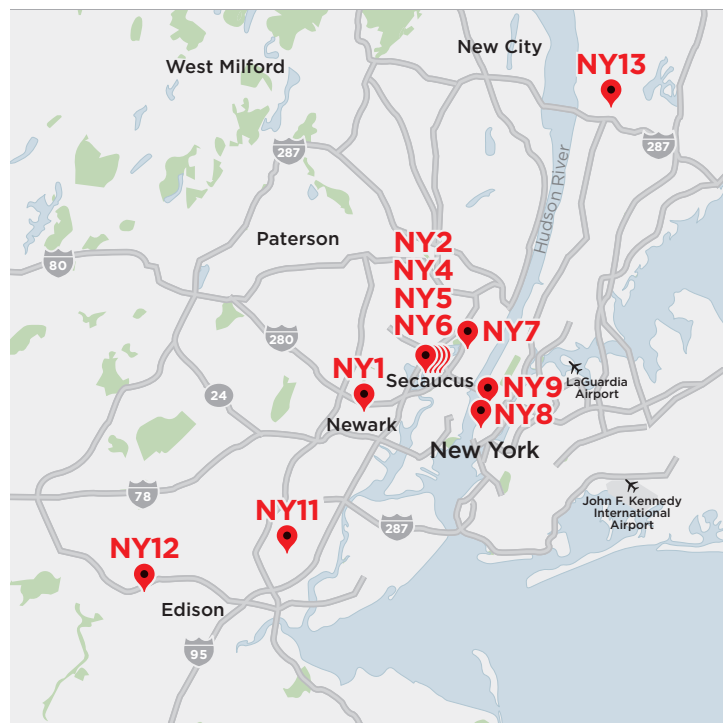 New City
West Milford
NY13
287
287
Hudson River
Paterson
NY2
NY4
NY5
NY6
80
NY7
280
NY1
Secaucus
NY9
LaGuardia
Airport
24
Newark
NY8
New York
78
John F. Kennedy
International
Airport
NY11
287
NY12
Edison
95